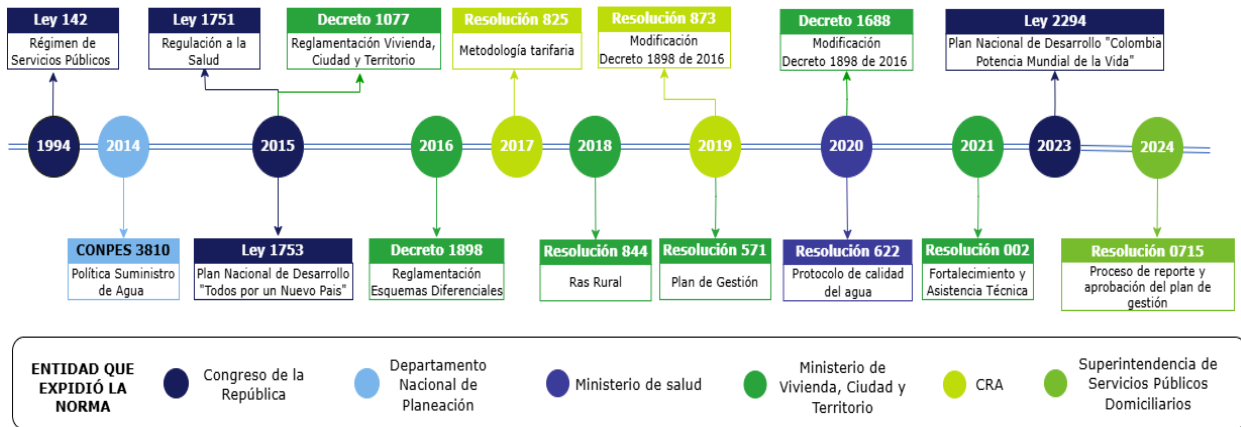 Ley 142
Régimen de
Servicios Públicos
Ley 1751
Regulación a la
Salud
Decreto 1077
Reglamentación Vivienda,
Ciudad y Territorio
Resolución 825
Metodología tarifaria
Resolución 873
Modificación
Decreto 1898 de 2016
Decreto 1688
Modificación
Decreto 1898 de 2016
Ley 2294
Plan Nacional de Desarrollo "Colombia
Potencia Mundial de la Vida"
1994
2014
2015
2016
2017
2018
2019
2020
2021
2023
2024
CONPES 3810
Política Suministro
de Agua
Ley 1753
Plan Nacional de Desarrollo
"Todos por un Nuevo Pais"
Decreto 1898
Reglamentación
Esquemas Diferenciales
Resolución 844
Ras Rural
Resolución 571
Plan de Gestión
Resolución 622
Protocolo de calidad
del agua
Resolución 002
Fortalecimiento y
Asistencia Técnica
Resolución 0715
Proceso de reporte y
aprobación del plan de
gestión
ENTIDAD QUE
EXPIDIÓ LA
NORMA
Congreso de la
República
Departamento
Nacional de
Planeación
Ministerio de salud
Ministerio de
Vivienda, Ciudad y
Territorio
CRA
Superintendencia de
Servicios Públicos
Domiciliarios